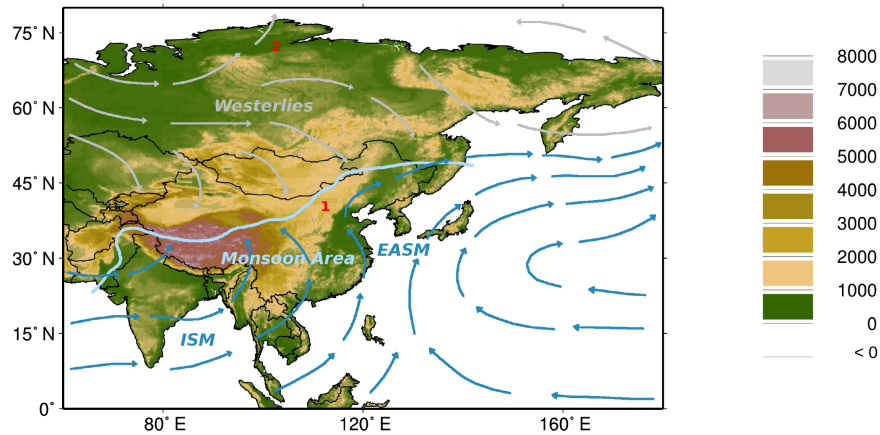 75° N
60° N
45° N
30° N
15° N
0°
80° E
120° E
160° E
2
Westerlies
1
EASM
Monsoon Area
ISM
8000
7000
6000
5000
4000
3000
2000
1000
0
< 0